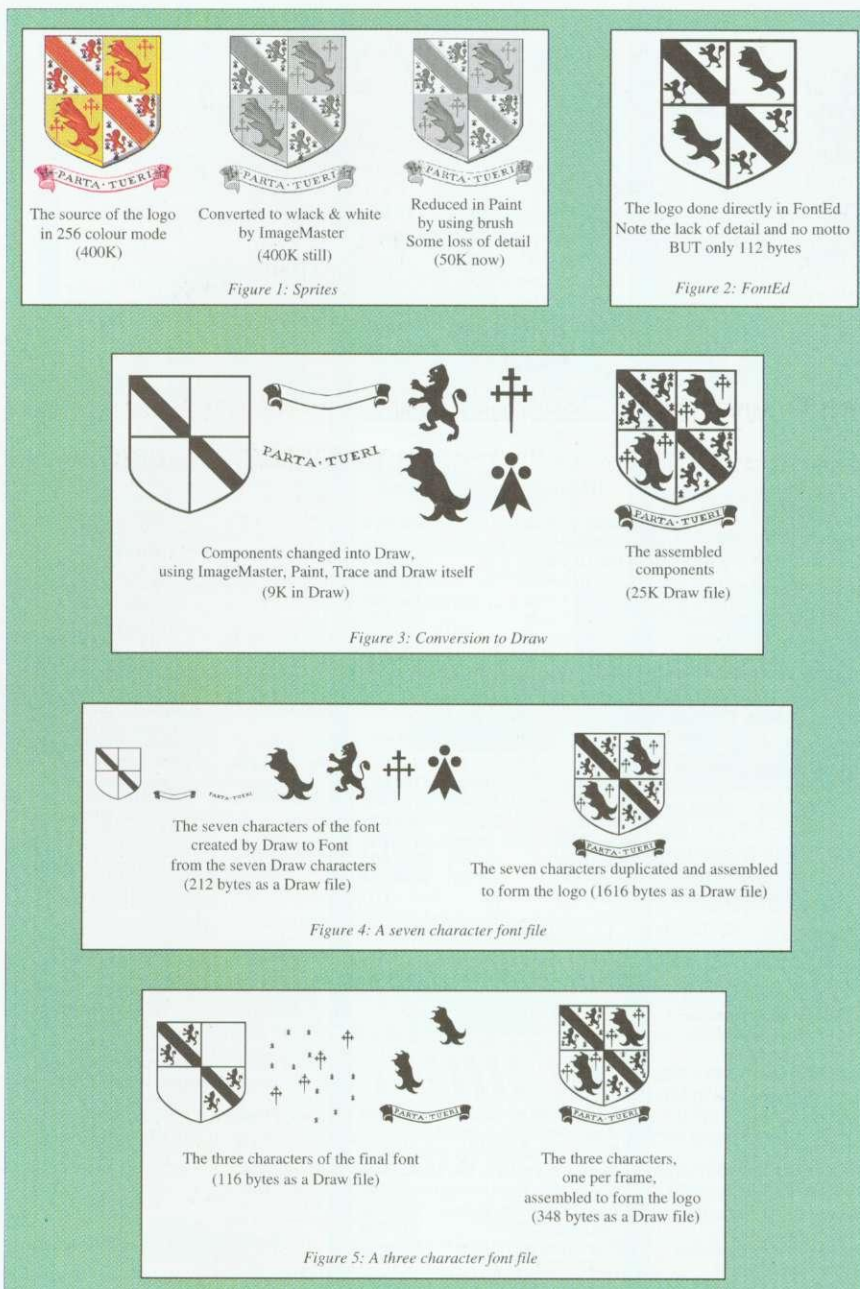 PARTA · TUERI
The source of the logo
in 256 colour mode
(400K)
PARTA · TUERI
Converted to wlack & white
by ImageMaster
(400K still)
PARTA · TUERI
Reduced in Paint
by using brush
Some loss of detail
(50K now)
Figure 1: Sprites
The logo done directly in FontEd
Note the lack of detail and no motto
BUT only 112 bytes
Figure 2: FontEd
PARTA · TUERI
Components changed into Draw,
using ImageMaster, Paint, Trace and Draw itself
(9K in Draw)
PARTA · TUERI
The assembled
components
(25K Draw file)
Figure 3: Conversion to Draw
PARTA · TUERI
The seven characters of the font
created by Draw to Font
from the seven Draw characters
(212 bytes as a Draw file)
PARTA · TUERI
The seven characters duplicated and assembled
to form the logo (1616 bytes as a Draw file)
Figure 4: A seven character font file
PARTA · TUERI
The three characters of the final font
(116 bytes as a Draw file)
PARTA · TUERI
The three characters,
one per frame,
assembled to form the logo
(348 bytes as a Draw file)
Figure 5: A three character font file